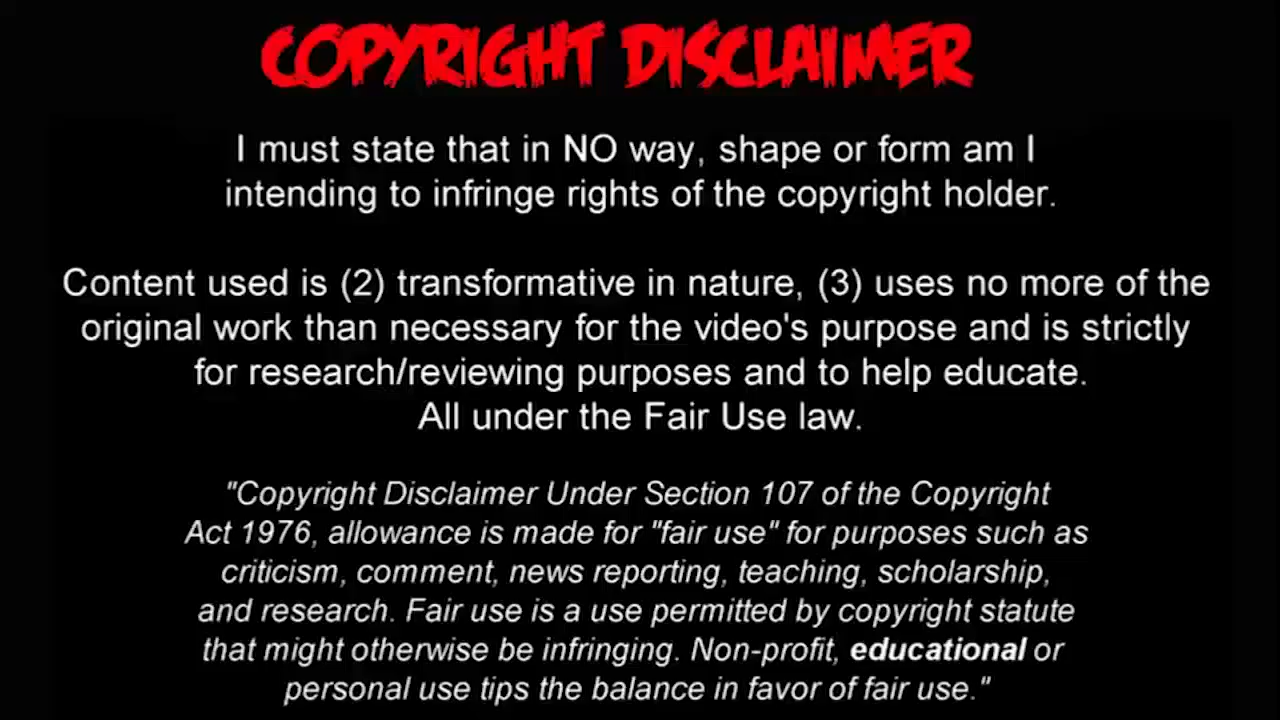 COPYRIGHT DISCLAIMER
I must state that in NO way, shape or form am I
intending to infringe rights of the copyright holder.
Content used is (2) transformative in nature, (3) uses no more of the
original work than necessary for the video's purpose and is strictly
for research/reviewing purposes and to help educate.
All under the Fair Use law.
"Copyright Disclaimer Under Section 107 of the Copyright
Act 1976, allowance is made for "fair use" for purposes such as
criticism, comment, news reporting, teaching, scholarship,
and research. Fair use is a use permitted by copyright statute
that might otherwise be infringing. Non-profit, educational or
personal use tips the balance in favor of fair use."